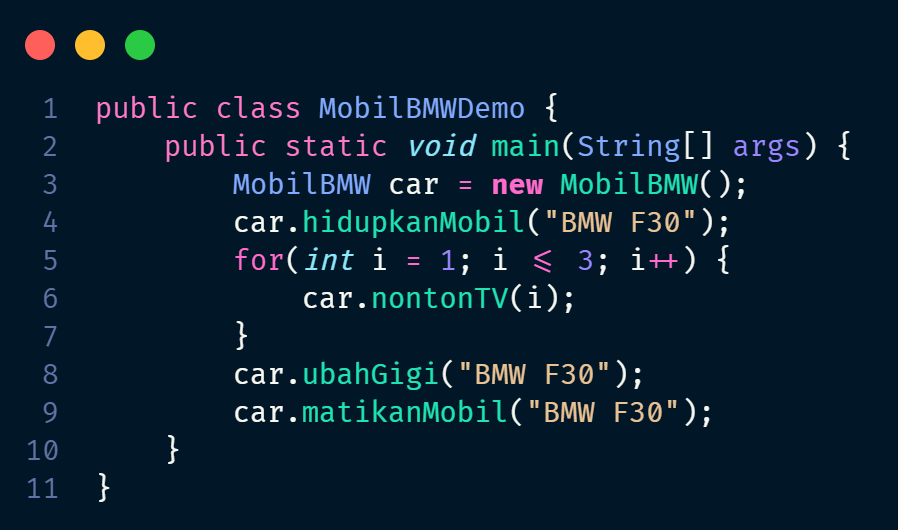 1 public class MobilBMWDemo {
2 public static void main(String[] args) {
3 MobilBMW car = new MobilBMW();
4 car.hidupkanMobil("BMW F30");
5 for(int i = 1; i <= 3; i++) {
6 car.nontonTV(i);
7 }
8 car.ubahGigi("BMW F30");
9 car.matikanMobil("BMW F30");
10 }
11 }